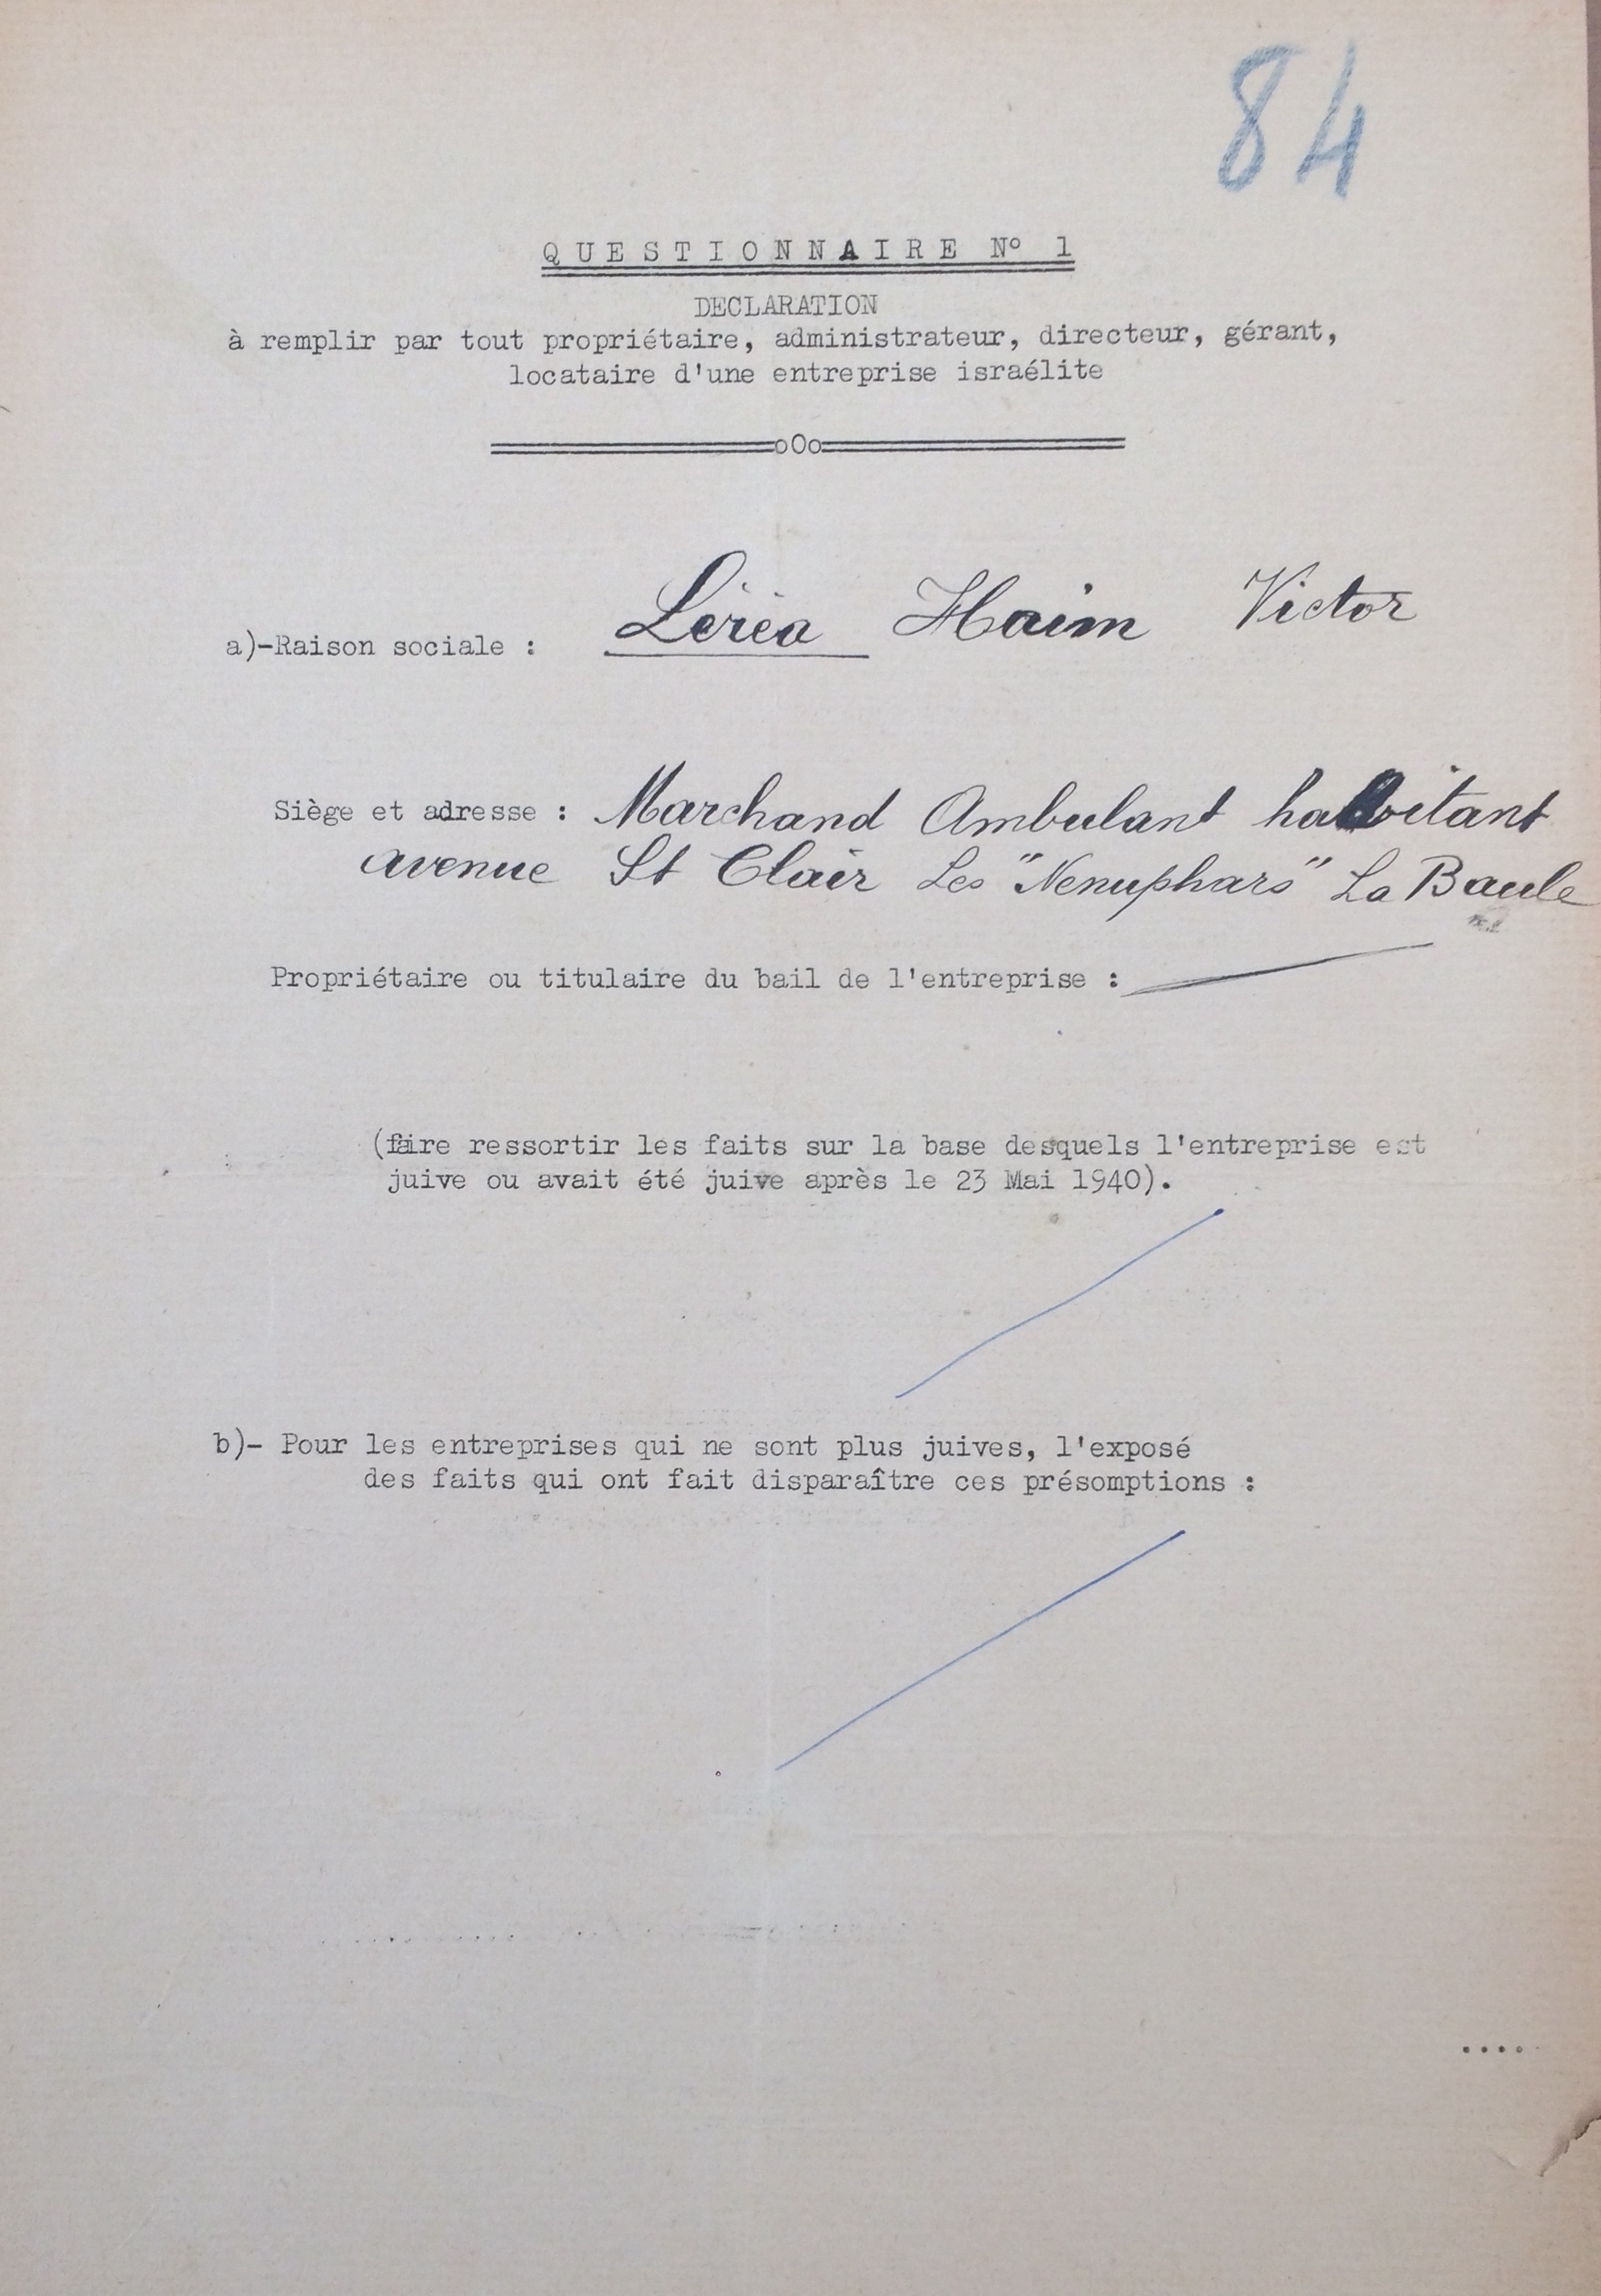 84
QUESTIONNAIRE N° 1
DECLARATION
à remplir par tout propriétaire, administrateur, directeur, gérant,
locataire d'une entreprise israélite
oOo
a)-Raison sociale : Léréa Haim Victor
Siège et adresse : Marchand Ambulant habitant
avenue St Clair Les "Nenuphars" La Baule
Propriétaire ou titulaire du bail de l'entreprise :
(faire ressortir les faits sur la base desquels l'entreprise est
juive ou avait été juive après le 23 Mai 1940).
b)- Pour les entreprises qui ne sont plus juives, l'exposé
des faits qui ont fait disparaître ces présomptions :
....